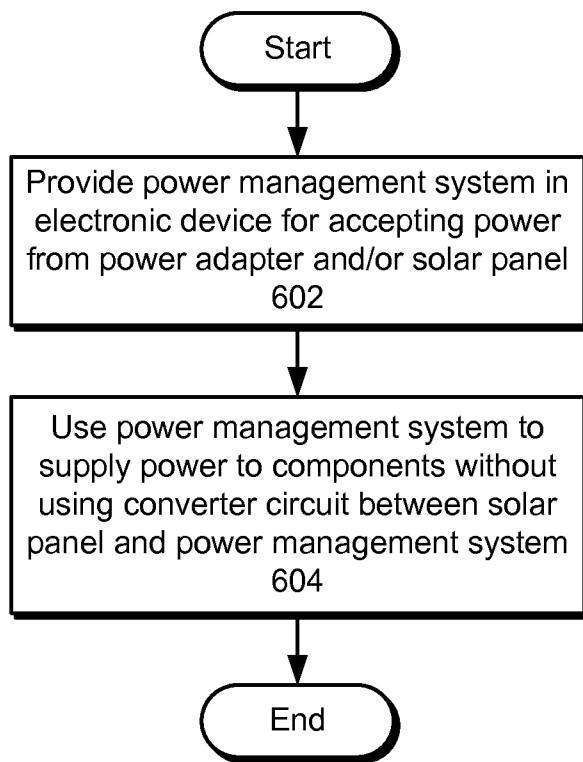 Start
Provide power management system in
electronic device for accepting power
from power adapter and/or solar panel
602
Use power management system to
supply power to components without
using converter circuit between solar
panel and power management system
604
End